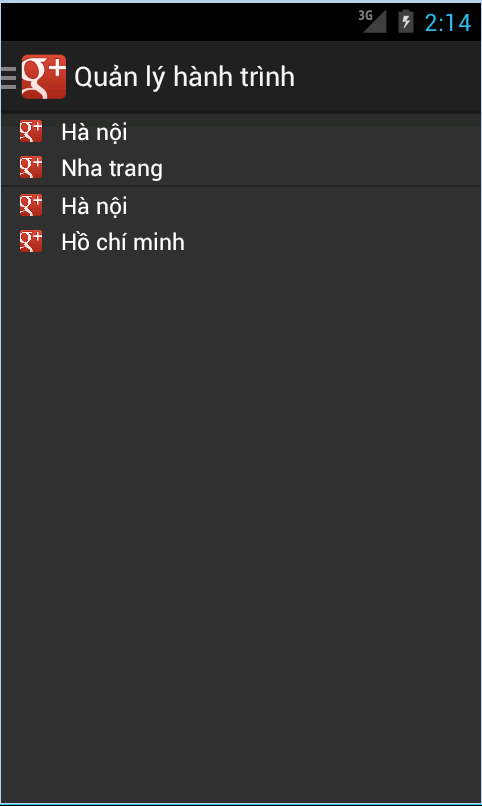 3G 2:14
g+ Quản lý hành trình
g+ Hà nội
g+ Nha trang
g+ Hà nội
g+ Hồ chí minh